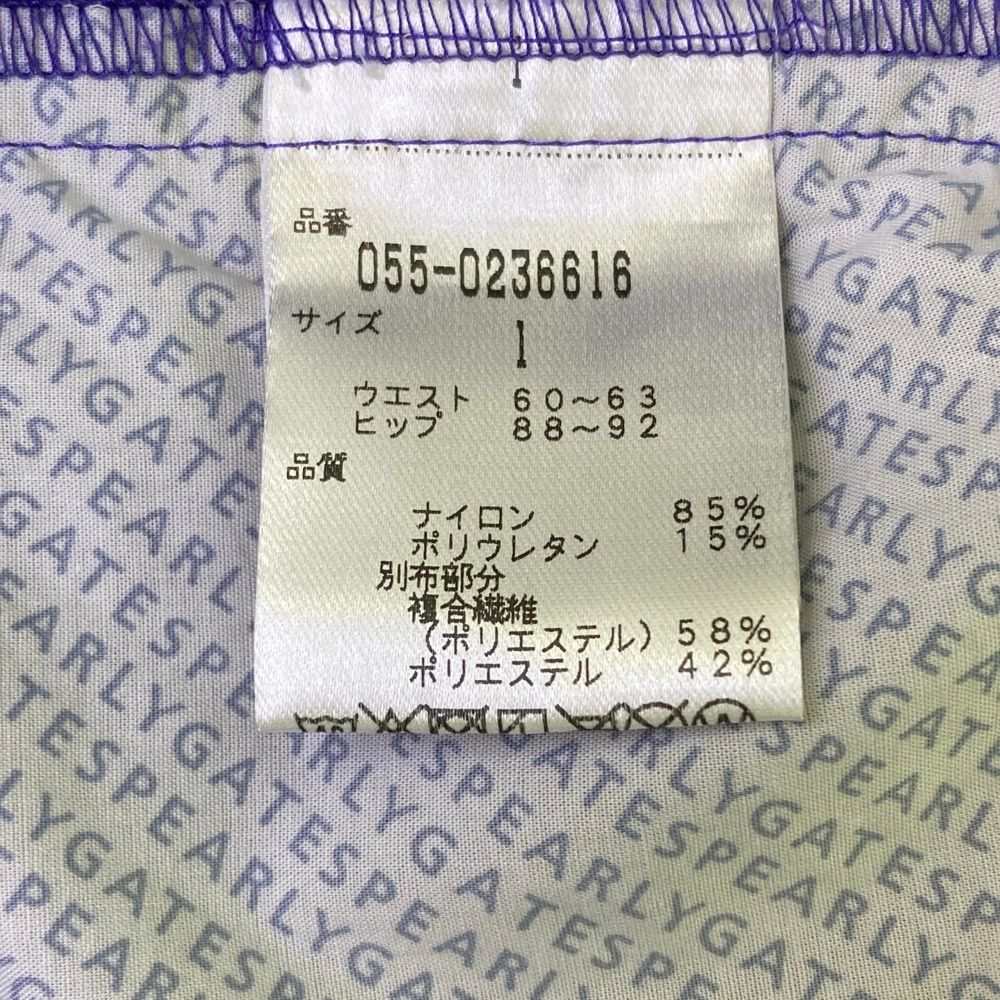 品番
055-0236616
サイズ
1
ウエスト 60～63
ヒップ 88～92
品質
ナイロン 85%
ポリウレタン 15%
別布部分
複合繊維
(ポリエステル) 58%
ポリエステル 42%
PEARLYGATESPEARLYGATES